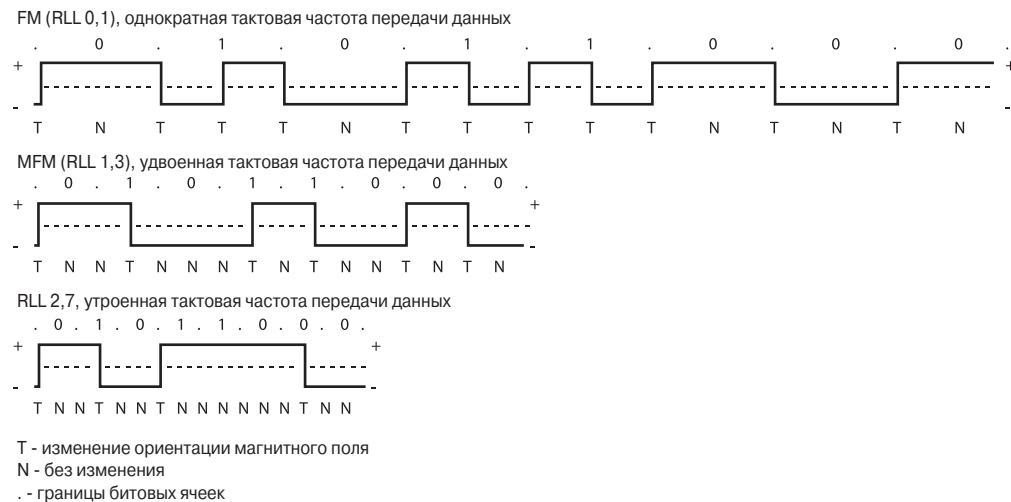 FM (RLL 0,1), однократная тактовая частота передачи данных
. 0 . 1 . 0 . 1 . 1 . 0 . 0 . 0 .
+ +
- -
T N T T T N T T T T T N T N T N
MFM (RLL 1,3), удвоенная тактовая частота передачи данных
. 0 . 1 . 0 . 1 . 1 . 0 . 0 . 0 .
+ +
- -
T N N T N N N T N T N N T N T N
RLL 2,7, утроенная тактовая частота передачи данных
. 0 . 1 . 0 . 1 . 1 . 0 . 0 . 0 .
+ +
- -
T N N T N N T N N N N N N T N N
T - изменение ориентации магнитного поля
N - без изменения
. - границы битовых ячеек